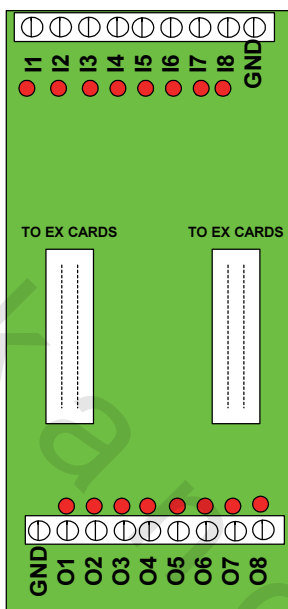 I1 I2 I3 I4 I5 I6 I7 I8 GND
TO EX CARDS TO EX CARDS
GND O1 O2 O3 O4 O5 O6 O7 O8